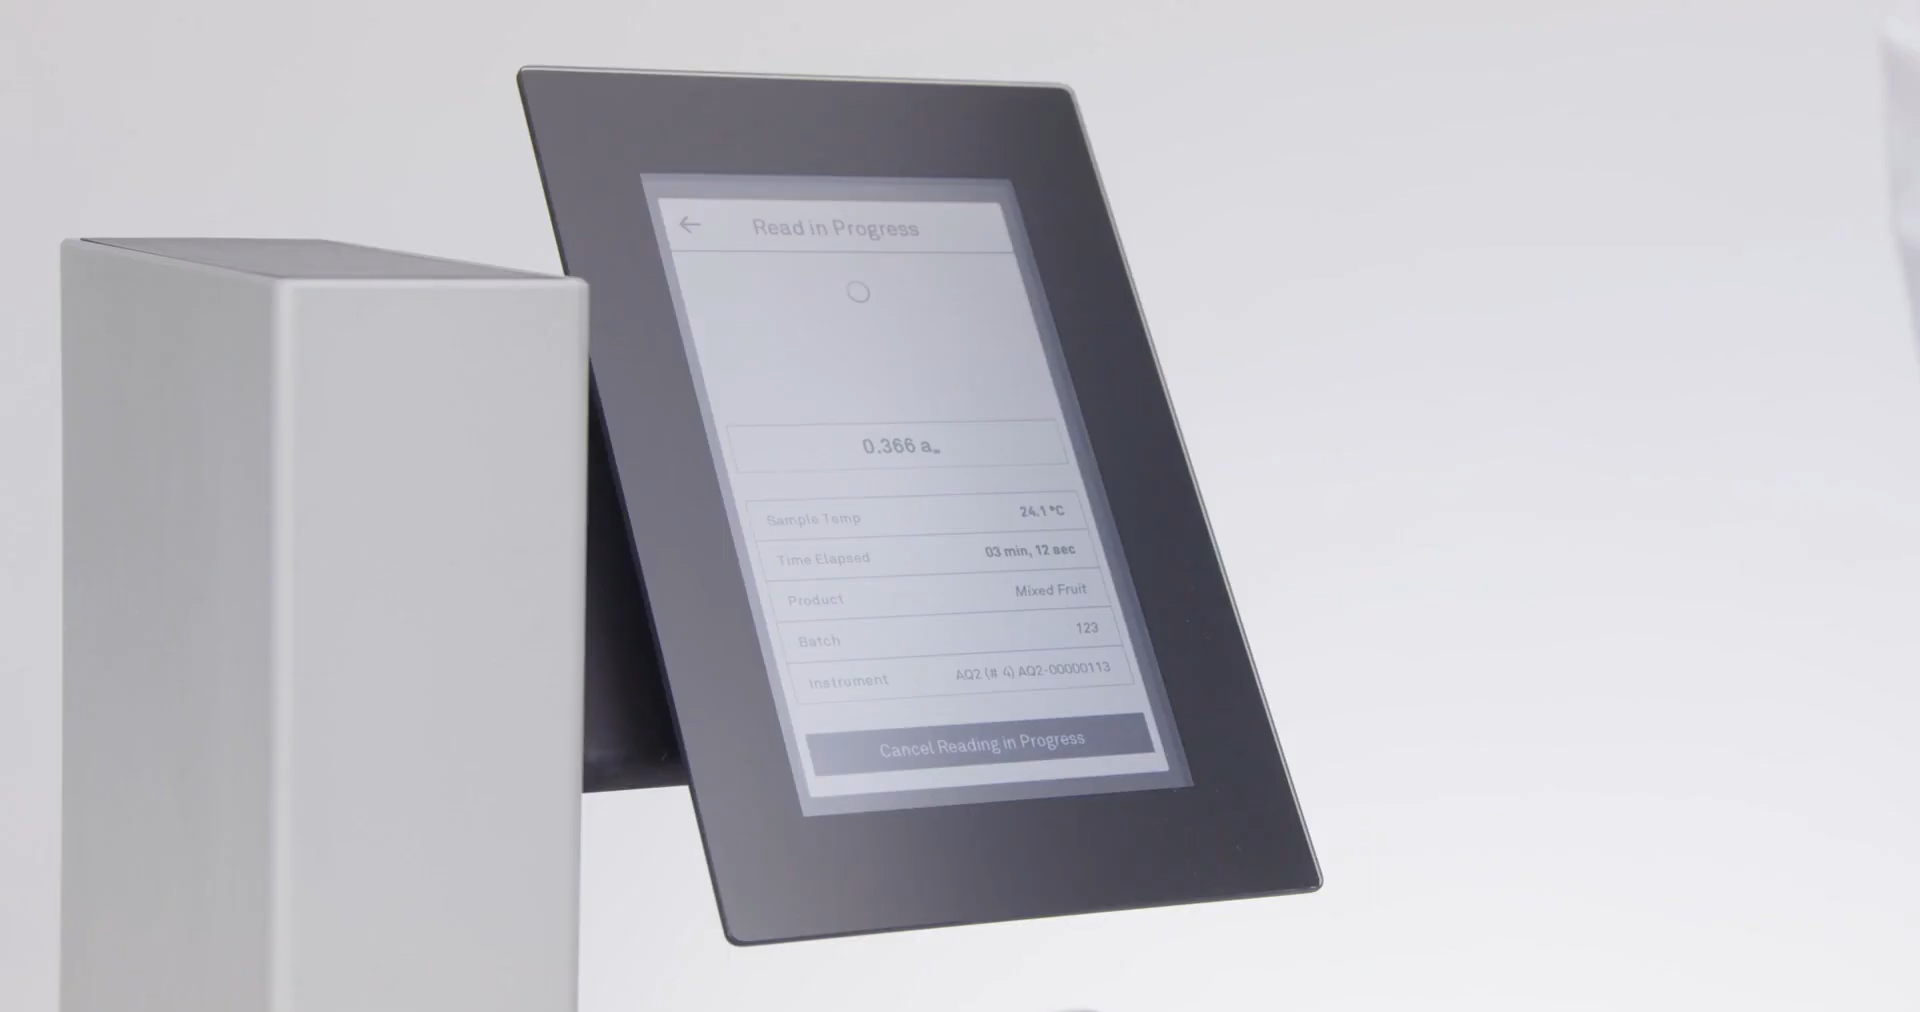 ← Read in Progress
0.366 aw
Sample Temp 24.1 °C
Time Elapsed 03 min, 12 sec
Product Mixed Fruit
Batch 123
Instrument AQ2 (# 4) AQ2-00000113
Cancel Reading in Progress